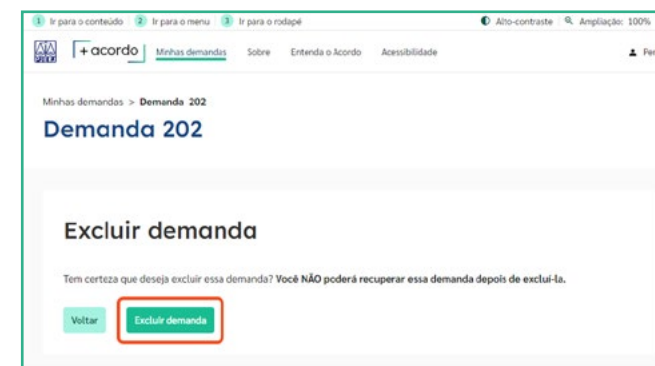 1 Ir para o conteúdo 2 Ir para o menu 3 Ir para o rodapé Alto-contraste Ampliação: 100%
+ acordo Minhas demandas Sobre Entenda o Acordo Acessibilidade
Minhas demandas > Demanda 202
Demanda 202
Excluir demanda
Tem certeza que deseja excluir essa demanda? Você NÃO poderá recuperar essa demanda depois de excluí-la.
Voltar Excluir demanda